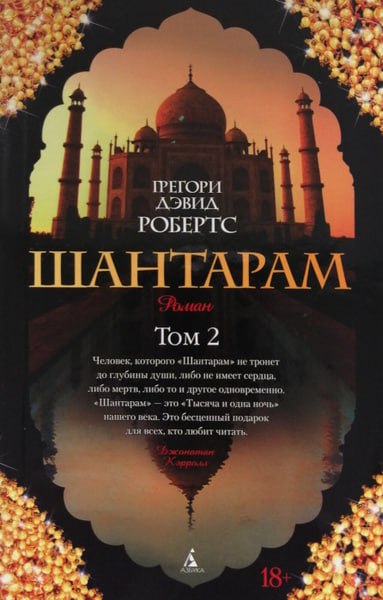 ГРЕГОРИ
ДЭВИД
РОБЕРТС
ШАНТАРАМ
Роман
Том 2
Человек, которого «Шантарам» не тронет
до глубины души, либо не имеет сердца,
либо мертв, либо то и другое одновременно.
«Шантарам» — это «Тысяча и одна ночь»
нашего века. Это бесценный подарок
для всех, кто любит читать.
Джонатан
Кэрролл
АЗБУКА
18+